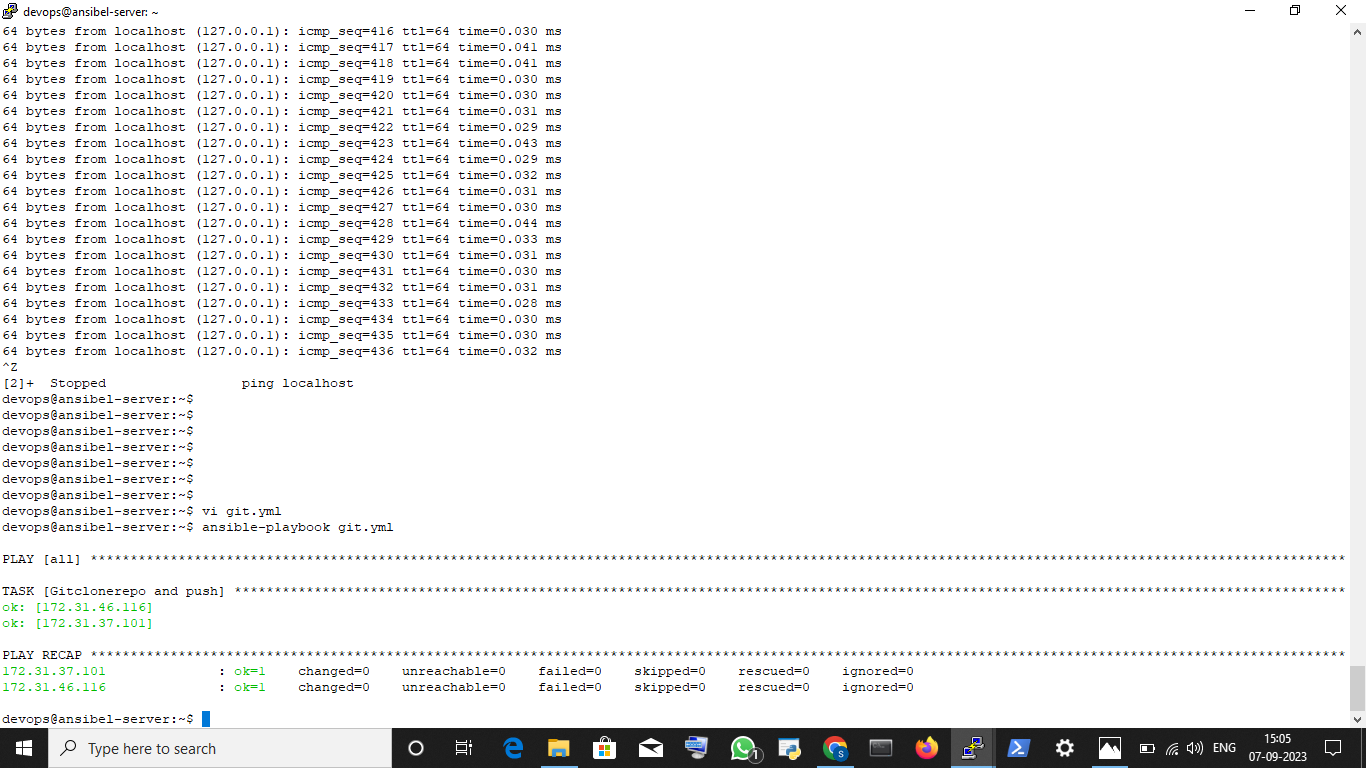 devops@ansibel-server: ~
64 bytes from localhost (127.0.0.1): icmp_seq=416 ttl=64 time=0.030 ms
64 bytes from localhost (127.0.0.1): icmp_seq=417 ttl=64 time=0.041 ms
64 bytes from localhost (127.0.0.1): icmp_seq=418 ttl=64 time=0.041 ms
64 bytes from localhost (127.0.0.1): icmp_seq=419 ttl=64 time=0.030 ms
64 bytes from localhost (127.0.0.1): icmp_seq=420 ttl=64 time=0.030 ms
64 bytes from localhost (127.0.0.1): icmp_seq=421 ttl=64 time=0.031 ms
64 bytes from localhost (127.0.0.1): icmp_seq=422 ttl=64 time=0.029 ms
64 bytes from localhost (127.0.0.1): icmp_seq=423 ttl=64 time=0.043 ms
64 bytes from localhost (127.0.0.1): icmp_seq=424 ttl=64 time=0.029 ms
64 bytes from localhost (127.0.0.1): icmp_seq=425 ttl=64 time=0.032 ms
64 bytes from localhost (127.0.0.1): icmp_seq=426 ttl=64 time=0.031 ms
64 bytes from localhost (127.0.0.1): icmp_seq=427 ttl=64 time=0.030 ms
64 bytes from localhost (127.0.0.1): icmp_seq=428 ttl=64 time=0.044 ms
64 bytes from localhost (127.0.0.1): icmp_seq=429 ttl=64 time=0.033 ms
64 bytes from localhost (127.0.0.1): icmp_seq=430 ttl=64 time=0.031 ms
64 bytes from localhost (127.0.0.1): icmp_seq=431 ttl=64 time=0.030 ms
64 bytes from localhost (127.0.0.1): icmp_seq=432 ttl=64 time=0.031 ms
64 bytes from localhost (127.0.0.1): icmp_seq=433 ttl=64 time=0.028 ms
64 bytes from localhost (127.0.0.1): icmp_seq=434 ttl=64 time=0.030 ms
64 bytes from localhost (127.0.0.1): icmp_seq=435 ttl=64 time=0.030 ms
64 bytes from localhost (127.0.0.1): icmp_seq=436 ttl=64 time=0.032 ms
^Z
[2]+  Stopped                 ping localhost
devops@ansibel-server:~$
devops@ansibel-server:~$
devops@ansibel-server:~$
devops@ansibel-server:~$
devops@ansibel-server:~$
devops@ansibel-server:~$
devops@ansibel-server:~$
devops@ansibel-server:~$ vi git.yml
devops@ansibel-server:~$ ansible-playbook git.yml
PLAY [all] *************************************************************************************************************************************************************
TASK [Gitclonerepo and push] *******************************************************************************************************************************************
ok: [172.31.46.116]
ok: [172.31.37.101]
PLAY RECAP *************************************************************************************************************************************************************
172.31.37.101              : ok=1    changed=0    unreachable=0    failed=0    skipped=0    rescued=0    ignored=0
172.31.46.116              : ok=1    changed=0    unreachable=0    failed=0    skipped=0    rescued=0    ignored=0
devops@ansibel-server:~$
Type here to search
1
S
ENG
15:05
07-09-2023